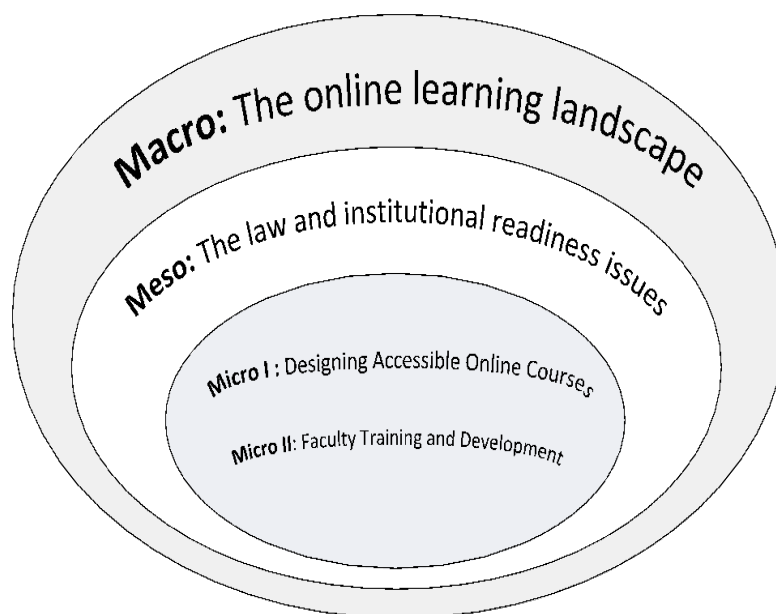 Macro: The online learning landscape
Meso: The law and institutional readiness issues
Micro I : Designing Accessible Online Courses
Micro II: Faculty Training and Development